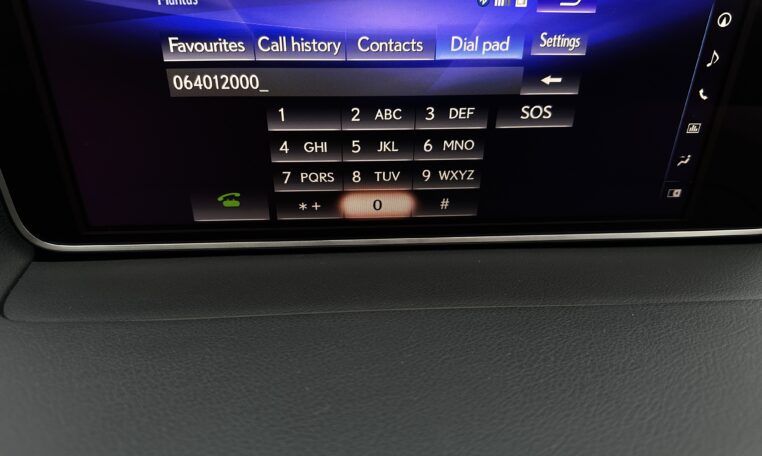 Favourites Call history Contacts Dial pad Settings
064012000_
1 2 ABC 3 DEF SOS
4 GHI 5 JKL 6 MNO
7 PQRS 8 TUV 9 WXYZ
*+ 0 #